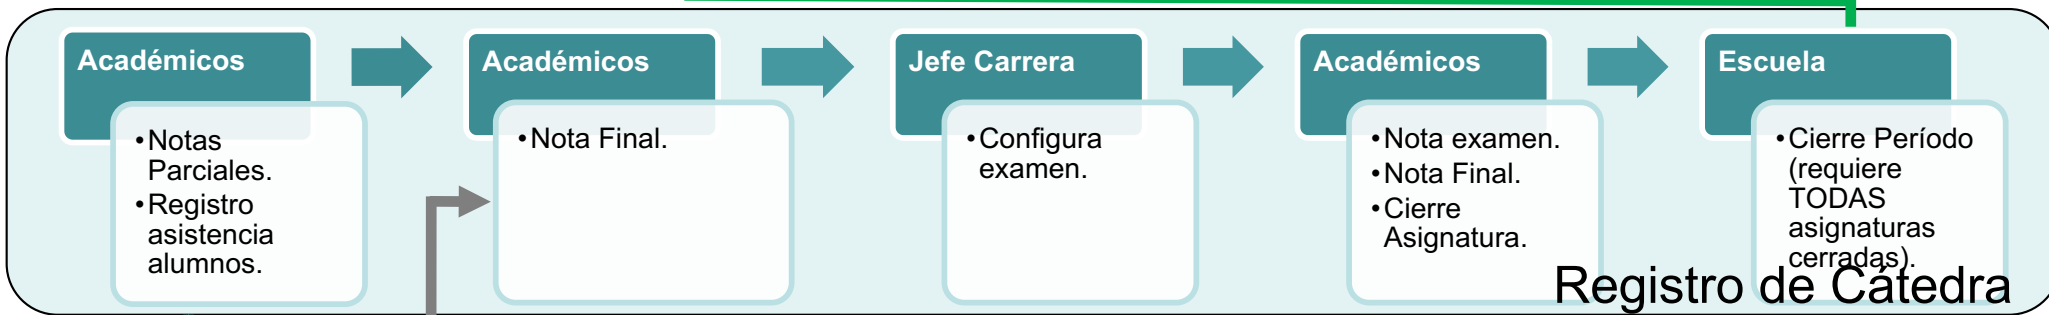 Académicos
•Notas
Parciales.
•Registro
asistencia
alumnos.
Académicos
•Nota Final.
Jefe Carrera
•Configura
examen.
Académicos
•Nota examen.
•Nota Final.
•Cierre
Asignatura.
Escuela
•Cierre Período
(requiere
TODAS
asignaturas
cerradas).
Registro de Cátedra